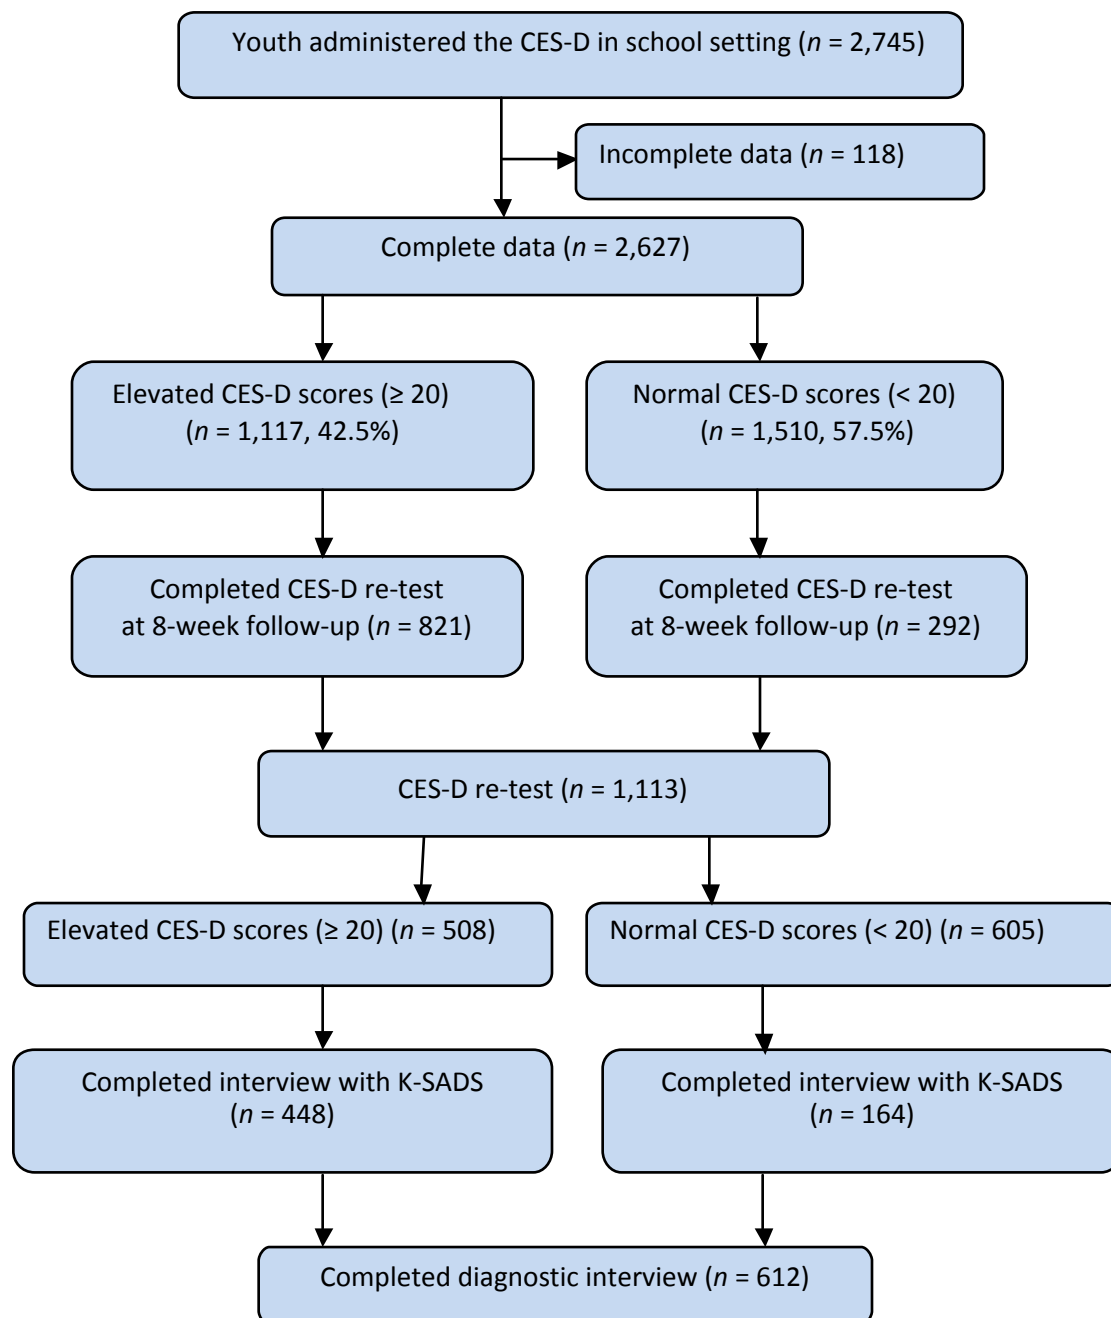 Youth administered the CES-D in school setting (n = 2,745)
Incomplete data (n = 118)
Complete data (n = 2,627)
Elevated CES-D scores (≥ 20)
(n = 1,117, 42.5%)
Normal CES-D scores (< 20)
(n = 1,510, 57.5%)
Completed CES-D re-test
at 8-week follow-up (n = 821)
Completed CES-D re-test
at 8-week follow-up (n = 292)
CES-D re-test (n = 1,113)
Elevated CES-D scores (≥ 20) (n = 508)
Normal CES-D scores (< 20) (n = 605)
Completed interview with K-SADS
(n = 448)
Completed interview with K-SADS
(n = 164)
Completed diagnostic interview (n = 612)